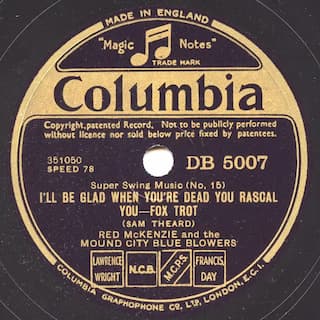 MADE IN ENGLAND
"Magic Notes"
TRADE MARK
Columbia
Copyright, patented Record. Not to be publicly performed
without licence nor sold below price fixed by patentees.
351050
SPEED 78
DB 5007
Super Swing Music (No. 15)
I'LL BE GLAD WHEN YOU'RE DEAD YOU RASCAL
YOU—FOX TROT
(SAM THEARD)
RED McKENZIE and the
MOUND CITY BLUE BLOWERS
LAWRENCE
WRIGHT
N.C.B.
M.C.P.S.
FRANCIS,
DAY
COLUMBIA GRAPHOPHONE CO. LTD. LONDON, E.C.1.